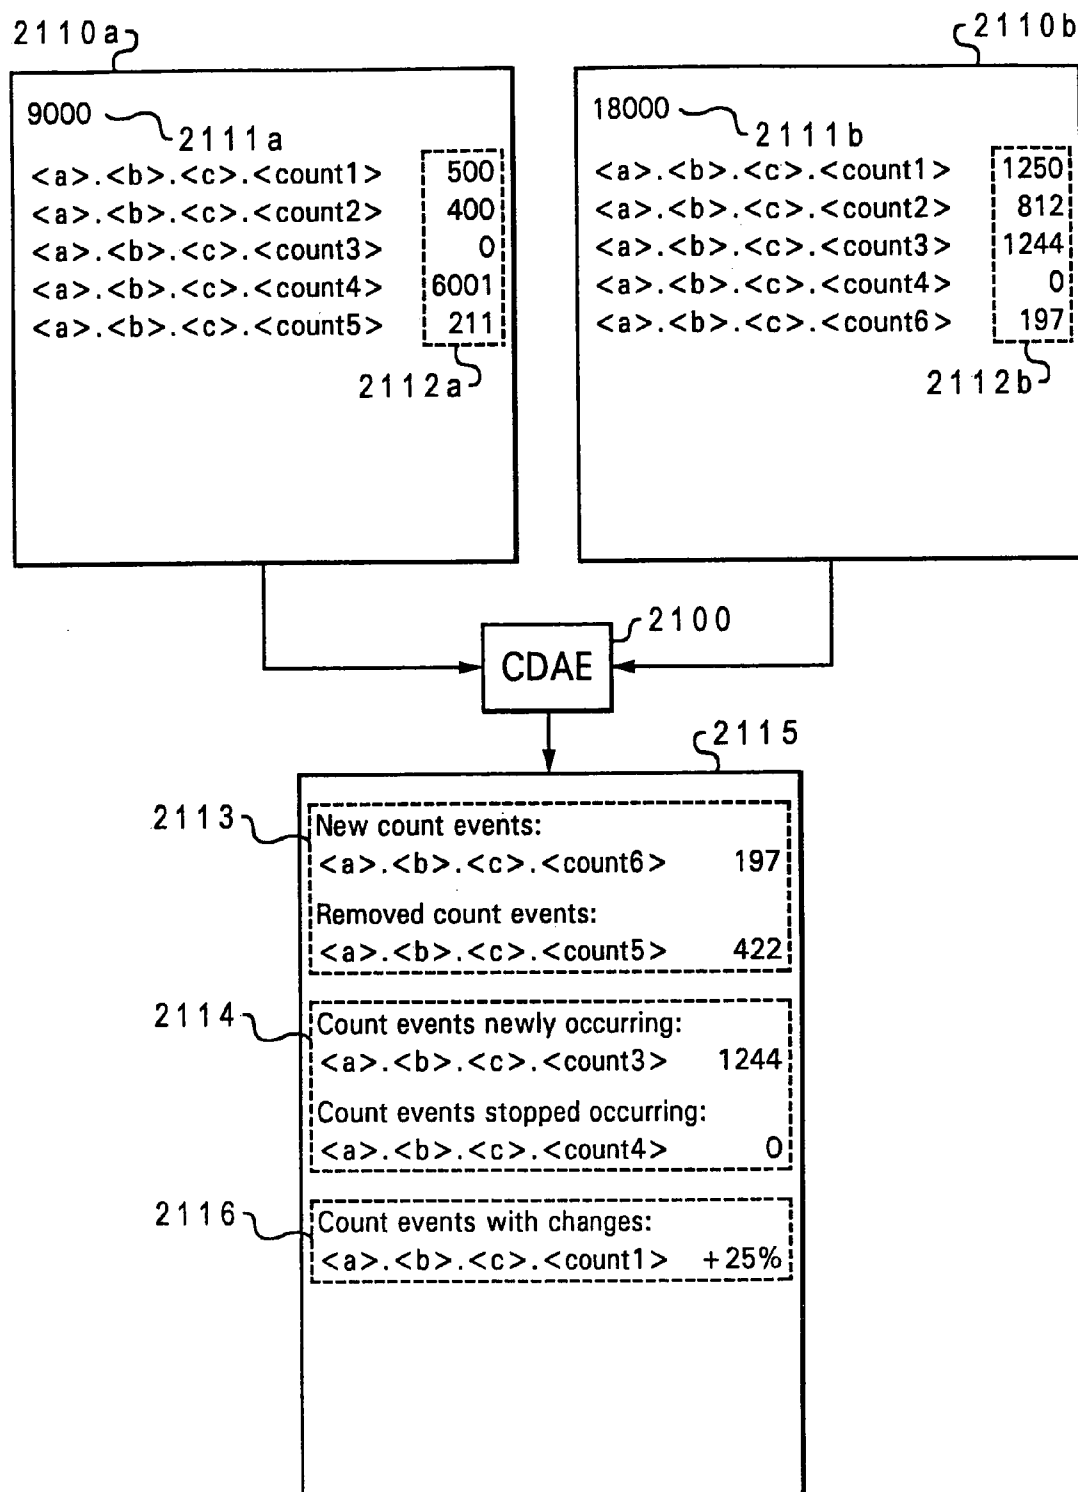 2110a
9000
2111a
<a>.<b>.<c>.<count1> 500
<a>.<b>.<c>.<count2> 400
<a>.<b>.<c>.<count3> 0
<a>.<b>.<c>.<count4> 6001
<a>.<b>.<c>.<count5> 211
2112a
2110b
18000
2111b
<a>.<b>.<c>.<count1> 1250
<a>.<b>.<c>.<count2> 812
<a>.<b>.<c>.<count3> 1244
<a>.<b>.<c>.<count4> 0
<a>.<b>.<c>.<count6> 197
2112b
2100
CDAE
2115
2113
New count events:
<a>.<b>.<c>.<count6> 197
Removed count events:
<a>.<b>.<c>.<count5> 422
2114
Count events newly occurring:
<a>.<b>.<c>.<count3> 1244
Count events stopped occurring:
<a>.<b>.<c>.<count4> 0
2116
Count events with changes:
<a>.<b>.<c>.<count1> +25%